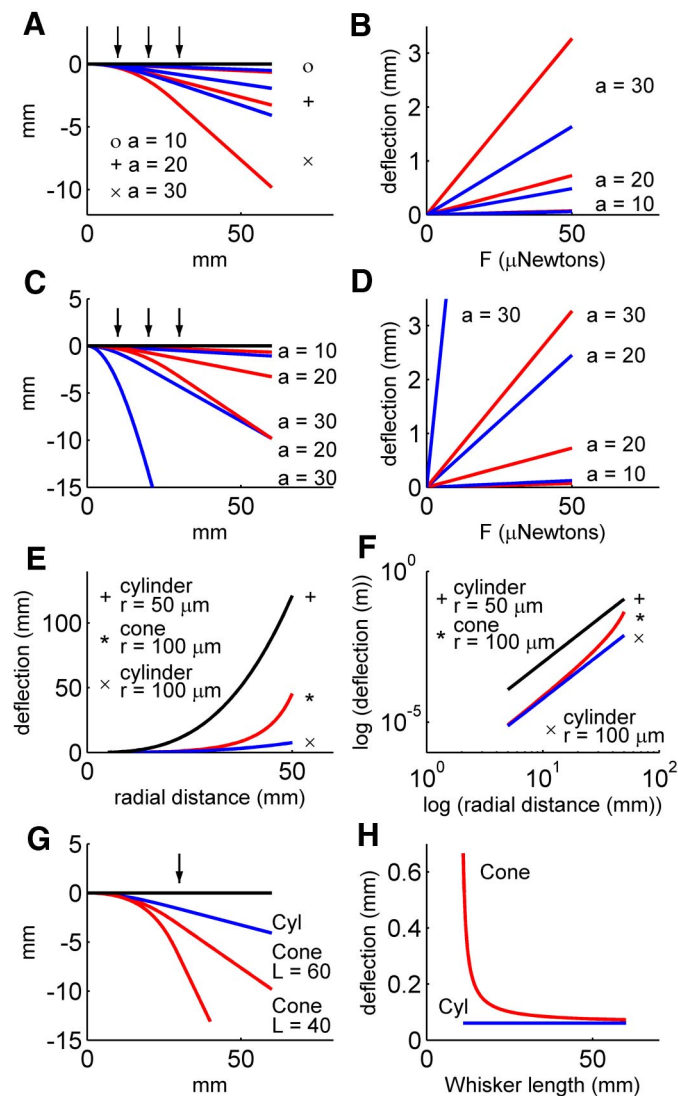 A
0
-5
-10
mm
o
+
×
o a = 10
+ a = 20
× a = 30
0
50
mm
B
3
2
1
0
deflection (mm)
a = 30
a = 20
a = 10
0
50
F (μNewtons)
C
5
0
-5
-10
-15
mm
a = 10
a = 20
a = 30
a = 20
a = 30
0
50
mm
D
3
2
1
0
deflection (mm)
a = 30
a = 30
a = 20
a = 20
a = 10
0
50
F (μNewtons)
E
100
50
0
deflection (mm)
+ cylinder
r = 50 μm
* cone
r = 100 μm
× cylinder
r = 100 μm
+
*
×
0
50
radial distance (mm)
F
10^0
10^-5
log (deflection (m))
+ cylinder
r = 50 μm
* cone
r = 100 μm
+
*
×
× cylinder
r = 100 μm
10^0
10^1
10^2
log (radial distance (mm))
G
5
0
-5
-10
-15
mm
Cyl
Cone
L = 60
Cone
L = 40
0
50
mm
H
0.6
0.4
0.2
0
deflection (mm)
Cone
Cyl
0
50
Whisker length (mm)